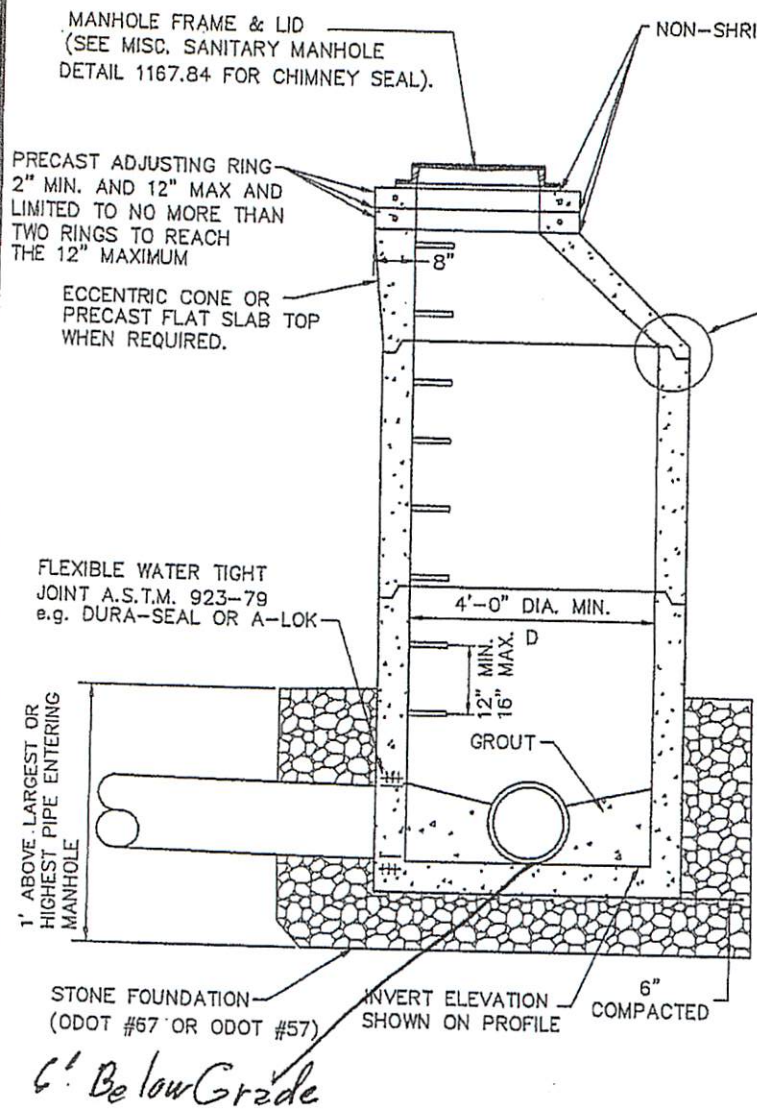 MANHOLE FRAME & LID
(SEE MISC. SANITARY MANHOLE
DETAIL 1167.84 FOR CHIMNEY SEAL).
NON-SHRI
PRECAST ADJUSTING RING
2" MIN. AND 12" MAX AND
LIMITED TO NO MORE THAN
TWO RINGS TO REACH
THE 12" MAXIMUM
8"
ECCENTRIC CONE OR
PRECAST FLAT SLAB TOP
WHEN REQUIRED.
FLEXIBLE WATER TIGHT
JOINT A.S.T.M. 923-79
e.g. DURA-SEAL OR A-LOK
4'-0" DIA. MIN.
D
12" MIN.
16" MAX.
GROUT
1' ABOVE LARGEST OR
HIGHEST PIPE ENTERING
MANHOLE
STONE FOUNDATION
(ODOT #67 OR ODOT #57)
INVERT ELEVATION
SHOWN ON PROFILE
6"
COMPACTED
6' Below Grade